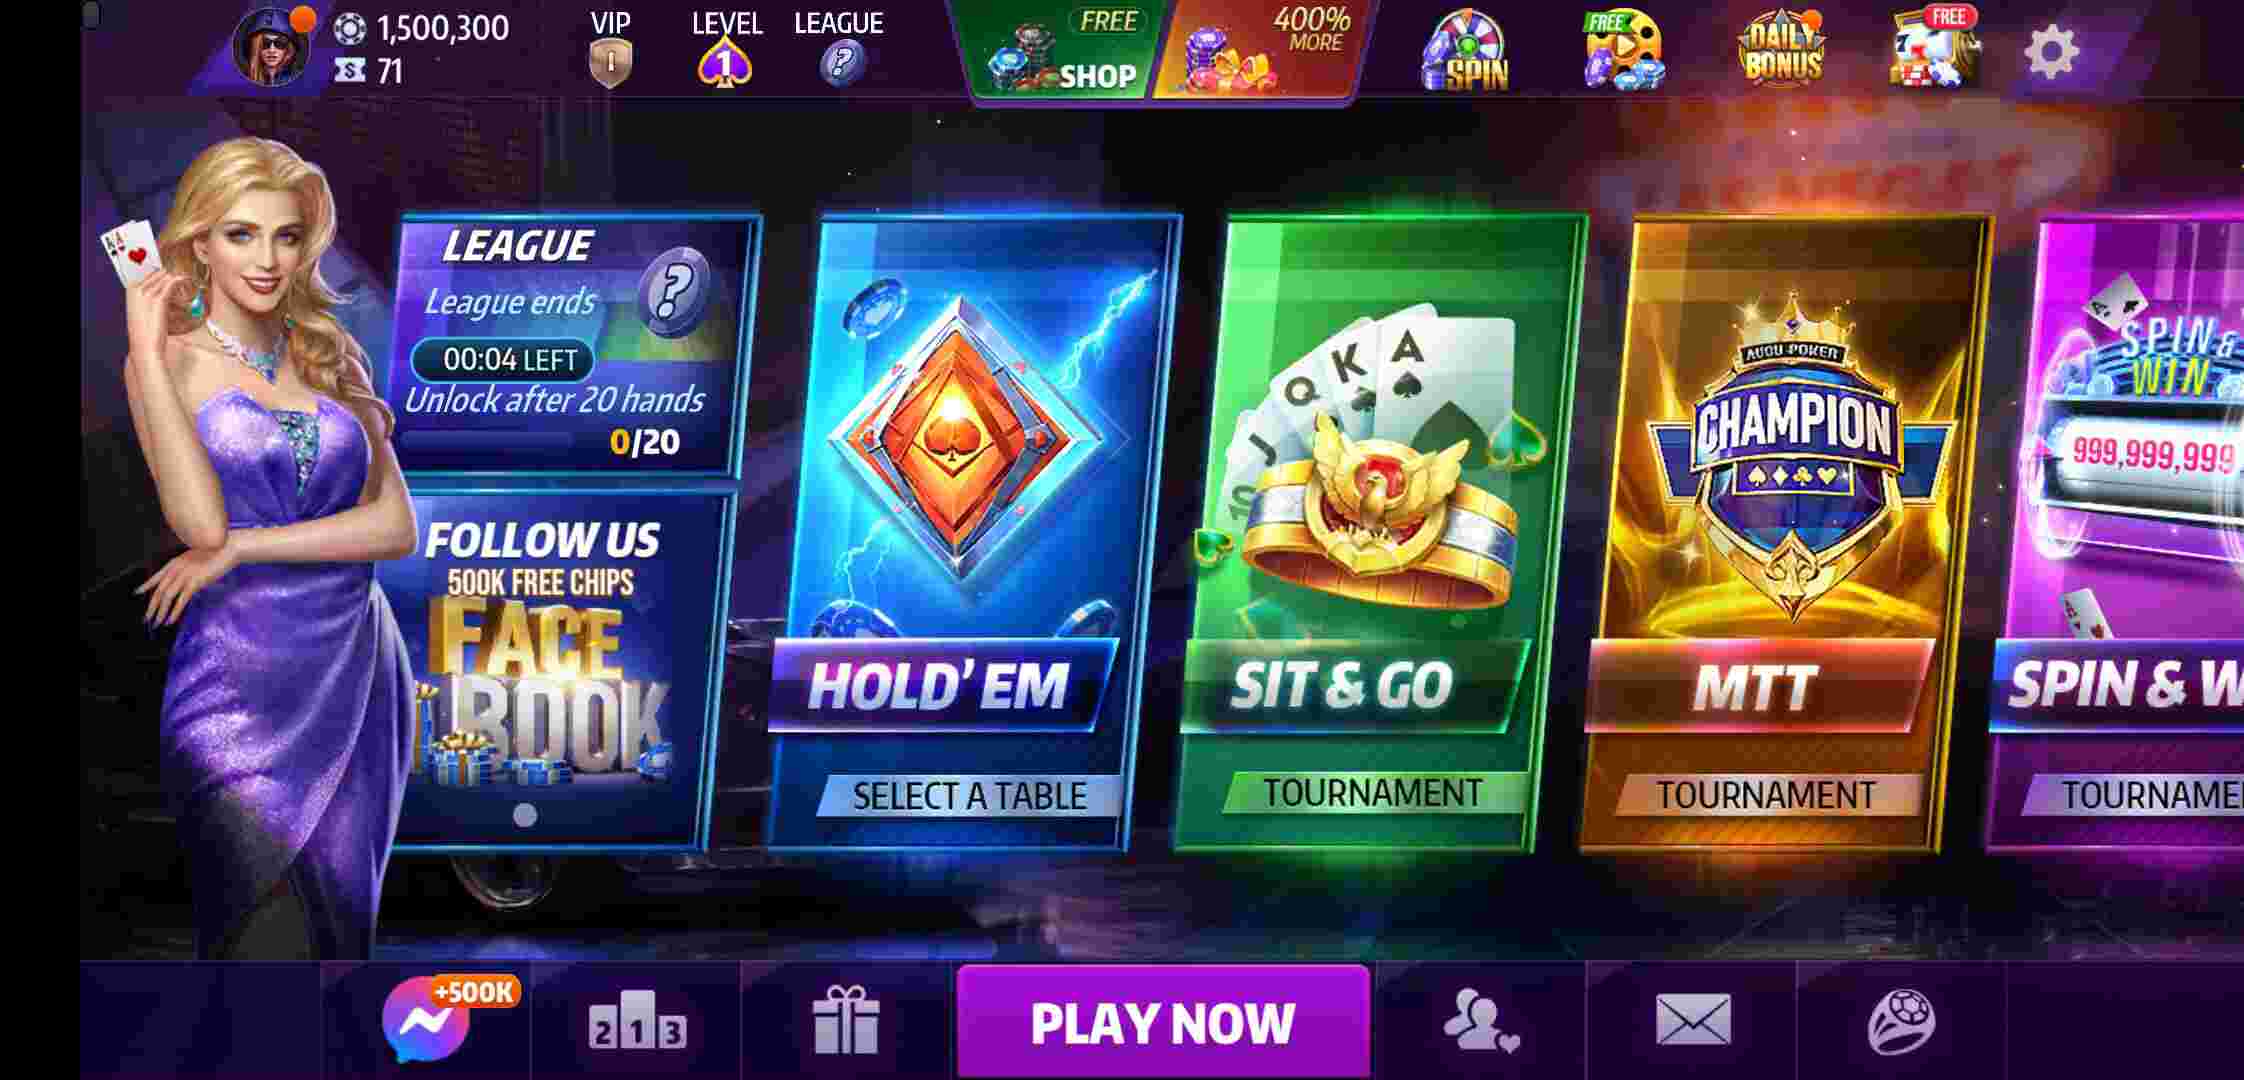 1,500,300
71
VIP
1
LEVEL
1
LEAGUE
?
FREE
SHOP
400%
MORE
SPIN
FREE
DAILY
BONUS
7
FREE
LEAGUE
League ends
?
00:04 LEFT
Unlock after 20 hands
0/20
FOLLOW US
500K FREE CHIPS
FACE
BOOK
HOLD'EM
SELECT A TABLE
10 J Q K A
SIT & GO
TOURNAMENT
CHAMPION
MTT
TOURNAMENT
SPIN &
WIN
999,999,999
SPIN & W
TOURNAME
+500K
2 1 3
PLAY NOW